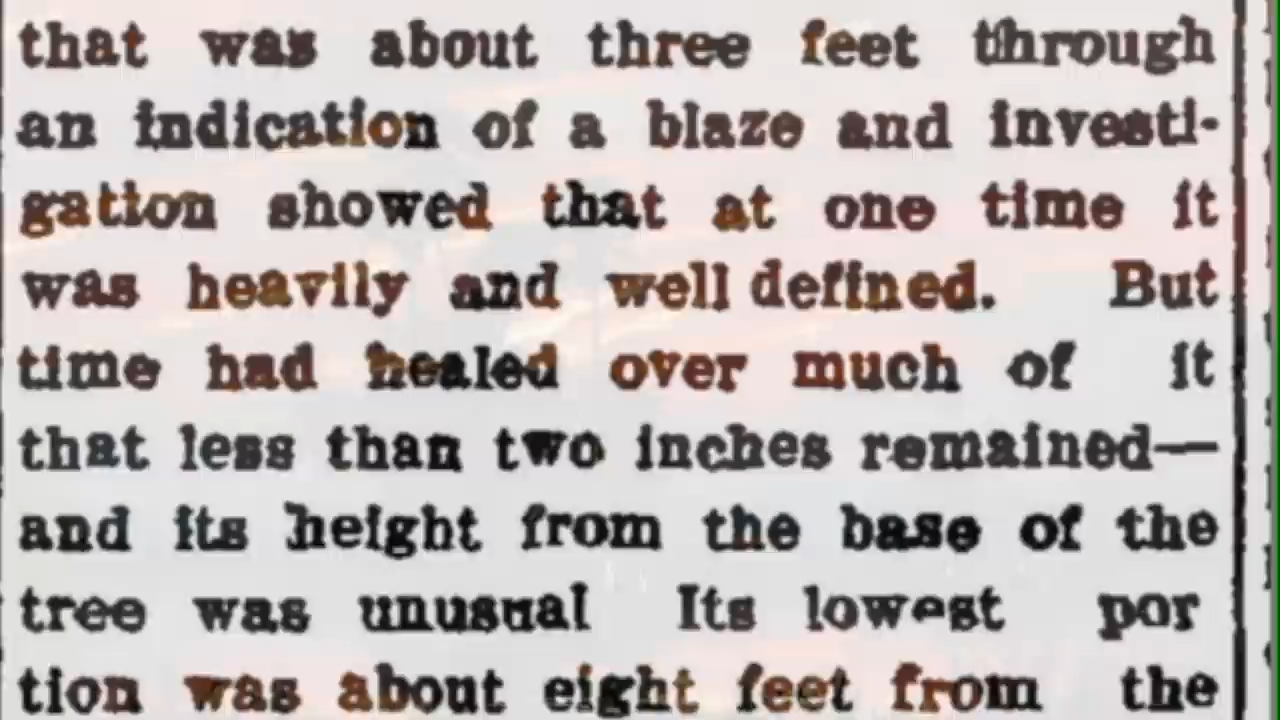 that was about three feet through
an indication of a blaze and investi-
gation showed that at one time it
was heavily and well defined. But
time had healed over much of it
that less than two inches remained—
and its height from the base of the
tree was unusual Its lowest por
tion was about eight feet from the